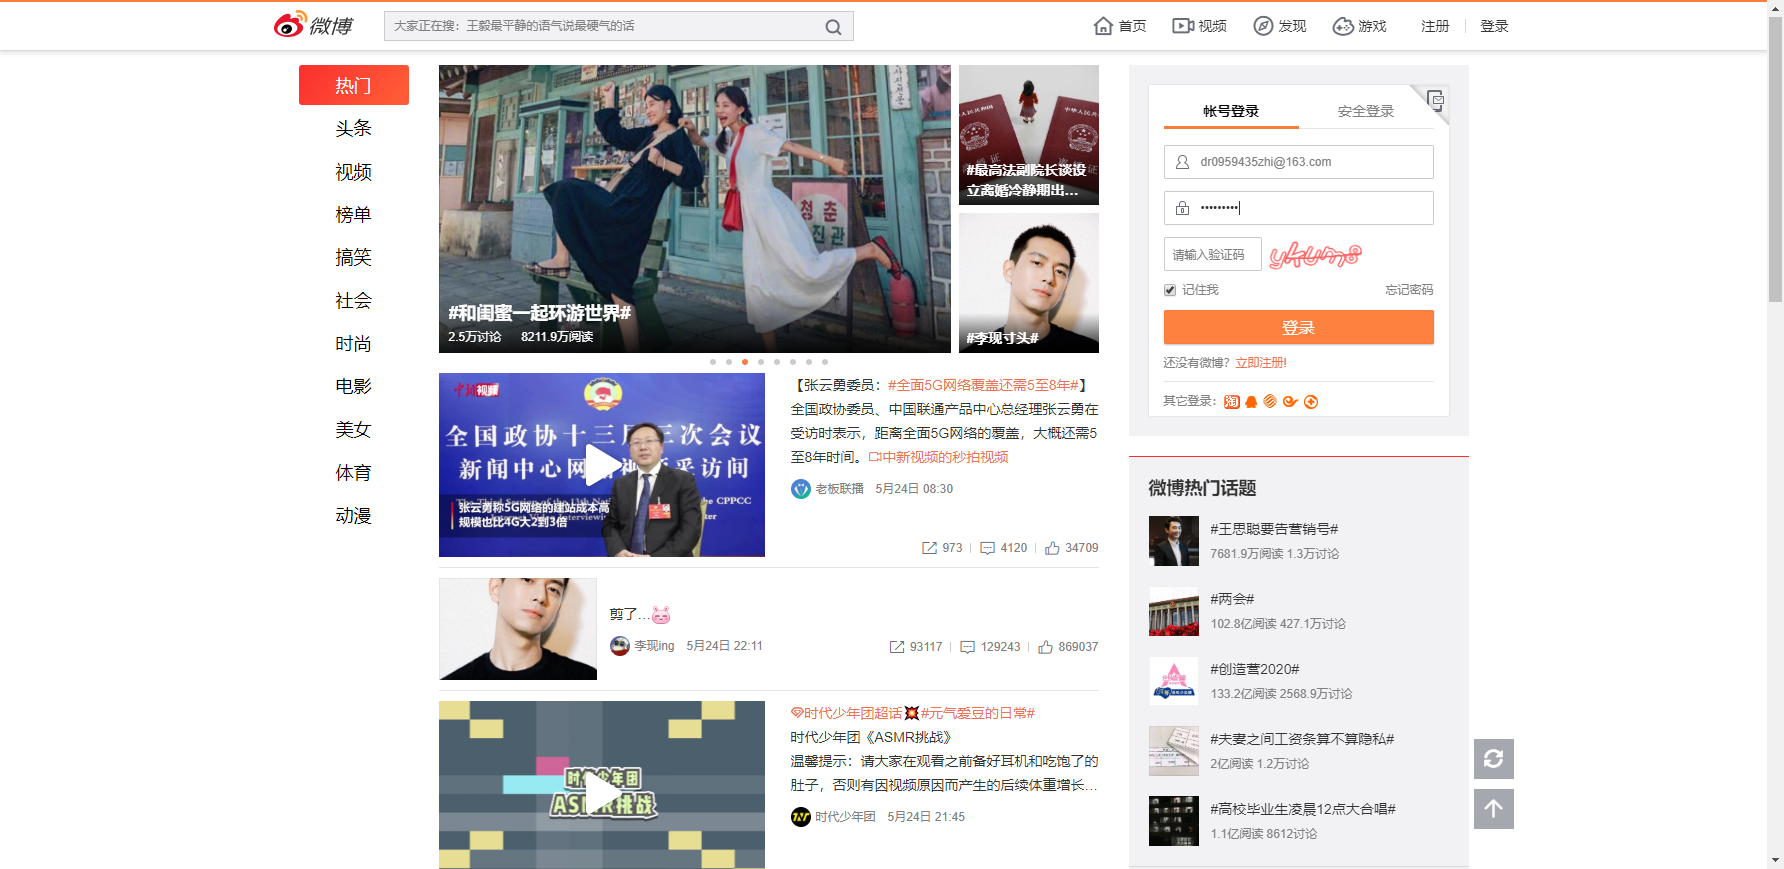 微博
大家正在搜：王毅最平静的语气说最硬气的话
首页
视频
发现
游戏
注册
登录
热门
头条
视频
榜单
搞笑
社会
时尚
电影
美女
体育
动漫
青春
写真馆
#和闺蜜一起环游世界#
2.5万讨论 8211.9万阅读
#最高法副院长谈设
立离婚冷静期出...
#李现寸头#
全国政协十三届三次会议
张云勇称5G网络的建站成本高
规模也比4G大2到3倍
【张云勇委员：#全面5G网络覆盖还需5至8年#】
全国政协委员、中国联通产品中心总经理张云勇在
受访时表示，距离全面5G网络的覆盖，大概还需5
至8年时间。中新视频的秒拍视频
老板联播 5月24日 08:30
973 4120 34709
剪了...
李现ing 5月24日 22:11
93117 129243 869037
时代少年团
ASMR挑战
时代少年团超话#元气爱豆的日常#
时代少年团《ASMR挑战》
温馨提示：请大家在观看之前备好耳机和吃饱了的
肚子，否则有因视频原因而产生的后续体重增长...
时代少年团 5月24日 21:45
帐号登录
安全登录
dr0959435zhi@163.com
•••••••••
请输入验证码
ykum8
记住我
忘记密码
登录
还没有微博？立即注册!
其它登录：
微博热门话题
#王思聪要告营销号#
7681.9万阅读 1.3万讨论
#两会#
102.8亿阅读 427.1万讨论
#创造营2020#
133.2亿阅读 2568.9万讨论
#夫妻之间工资条算不算隐私#
2亿阅读 1.2万讨论
#高校毕业生凌晨12点大合唱#
1.1亿阅读 8612讨论